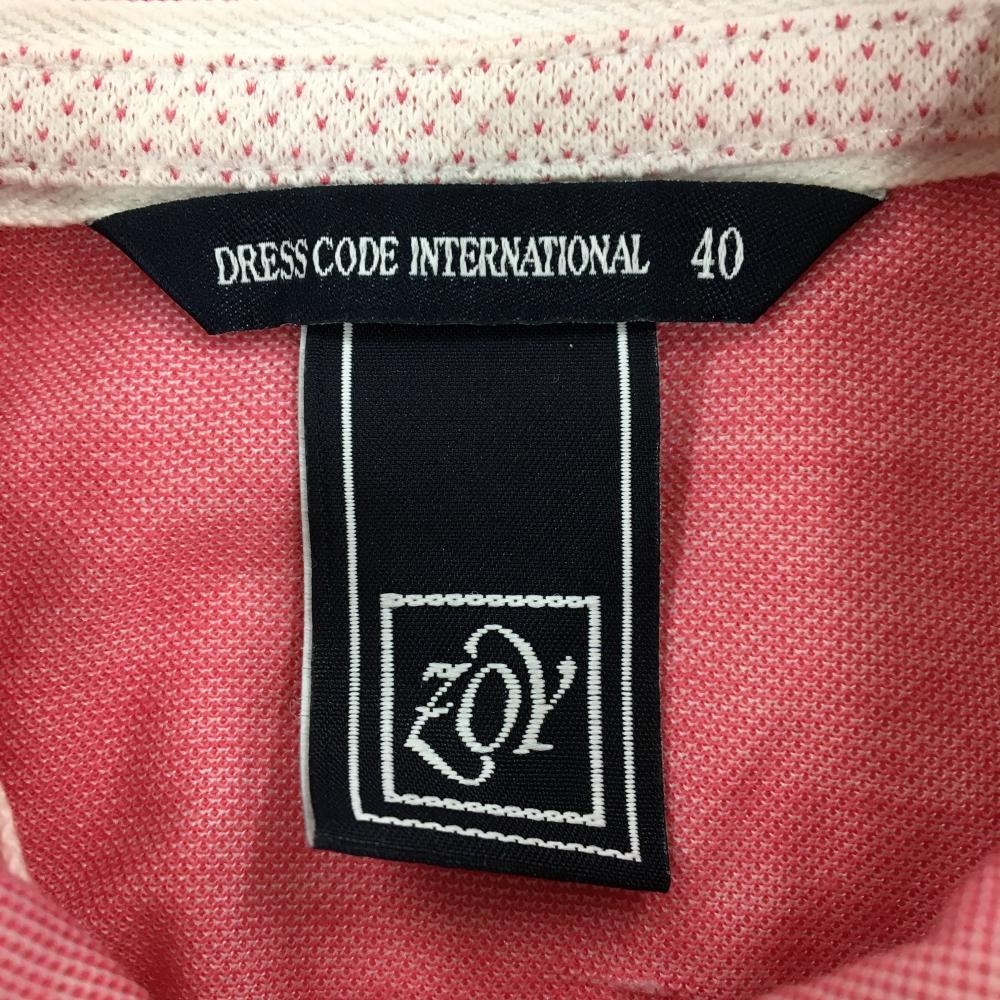 DRESS CODE INTERNATIONAL 40
ZOY